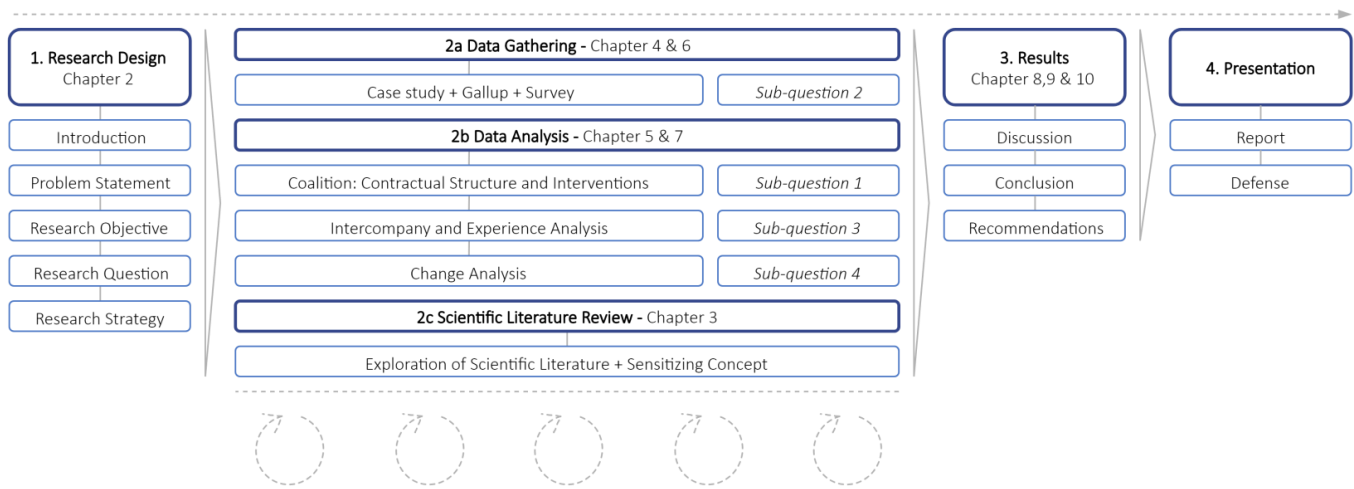 1. Research Design
Chapter 2
Introduction
Problem Statement
Research Objective
Research Question
Research Strategy
2a Data Gathering - Chapter 4 & 6
Case study + Gallup + Survey
Sub-question 2
2b Data Analysis - Chapter 5 & 7
Coalition: Contractual Structure and Interventions
Sub-question 1
Intercompany and Experience Analysis
Sub-question 3
Change Analysis
Sub-question 4
2c Scientific Literature Review - Chapter 3
Exploration of Scientific Literature + Sensitizing Concept
3. Results
Chapter 8,9 & 10
Discussion
Conclusion
Recommendations
4. Presentation
Report
Defense